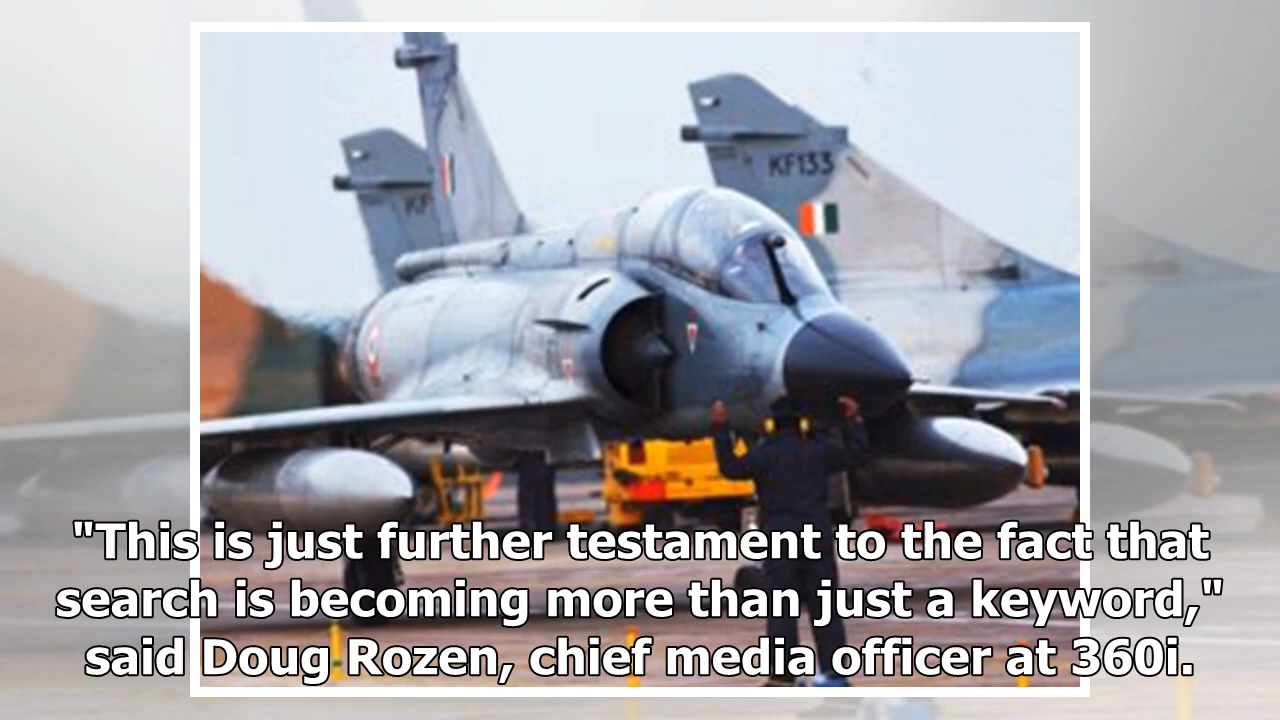 KF133
KF
"This is just further testament to the fact that
search is becoming more than just a keyword,"
said Doug Rozen, chief media officer at 360i.